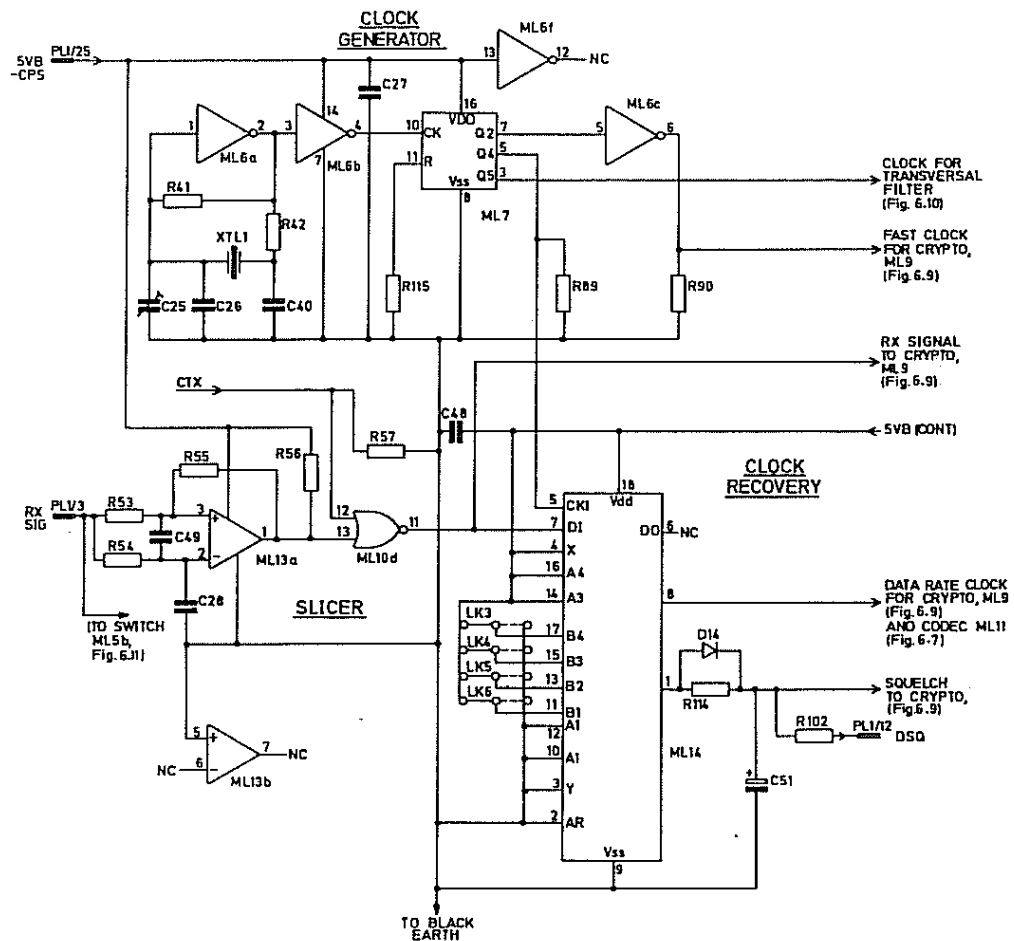 CLOCK
GENERATOR
5VB
-CPS
PL1/25
ML6f
13
12
NC
C27
14
16
VDD
1
2
3
4
ML6a
7
ML6b
10
CK
11
R
Q2
7
Q4
5
Q5
3
Vss
8
ML7
ML6c
5
6
R41
R42
XTL1
C25
C26
C40
R115
R89
R90
CLOCK FOR
TRANSVERSAL
FILTER
(Fig. 6.10)
FAST CLOCK
FOR CRYPTO,
ML9
(Fig.6.9)
RX SIGNAL
TO CRYPTO,
ML9
(Fig.6.9)
CTX
C48
5VB (CONT)
R57
R56
R55
CLOCK
RECOVERY
RX
SIG
PL1/3
R53
R54
C49
3
+
2
-
1
ML13a
12
13
11
ML10d
C28
SLICER
(TO SWITCH
ML5b,
Fig.6.11)
5
+
6
-
7
NC
NC
ML13b
18
Vdd
5
CKI
7
DI
4
X
16
A4
14
A3
LK3
17
B4
LK4
15
B3
LK5
13
B2
LK6
11
B1
A1
12
10
A1
3
Y
2
AR
DO
6
NC
8
1
ML14
Vss
9
DATA RATE CLOCK
FOR CRYPTO, ML9
(Fig.6.9)
AND CODEC ML11
(Fig.6.7)
D14
R114
SQUELCH
TO CRYPTO,
(Fig.6.9)
R102
PL1/12
DSQ
+
C51
TO BLACK
EARTH